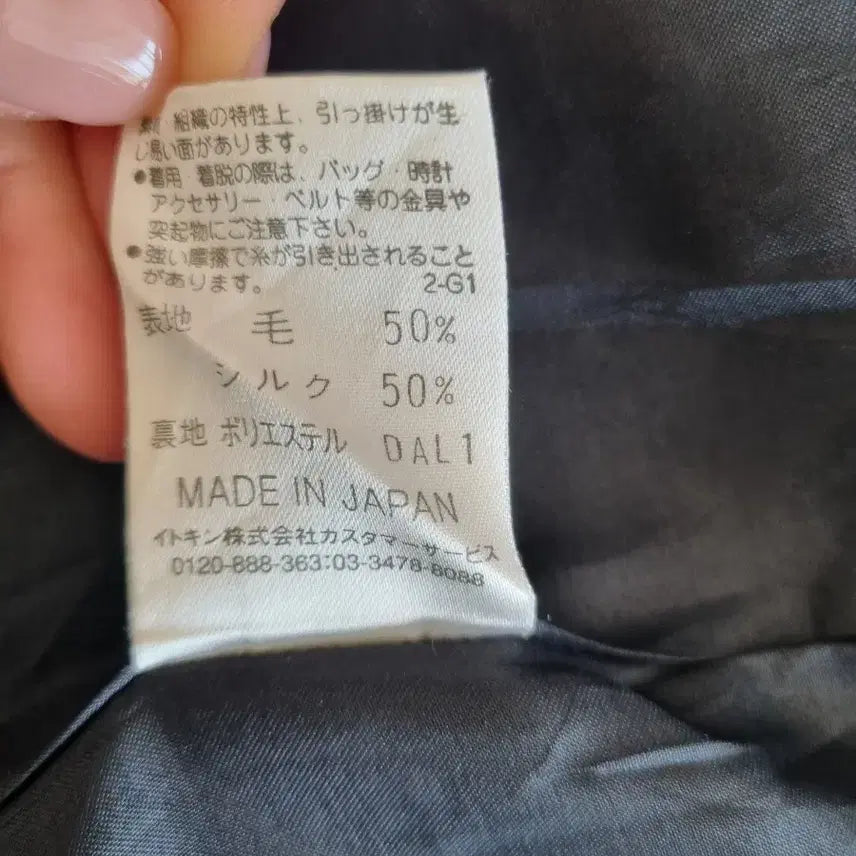 組織の特性上、引っ掛けが生
じ易い面があります。
●着用・着脱の際は、バッグ・時計
アクセサリー・ベルト等の金具や
突起物にご注意下さい。
●強い摩擦で糸が引き出されること
があります。 2-G1
表地 毛 50%
シルク 50%
裏地 ポリエステル DAL1
MADE IN JAPAN
イトキン株式会社カスタマーサービス
0120-888-363:03-3478-8088